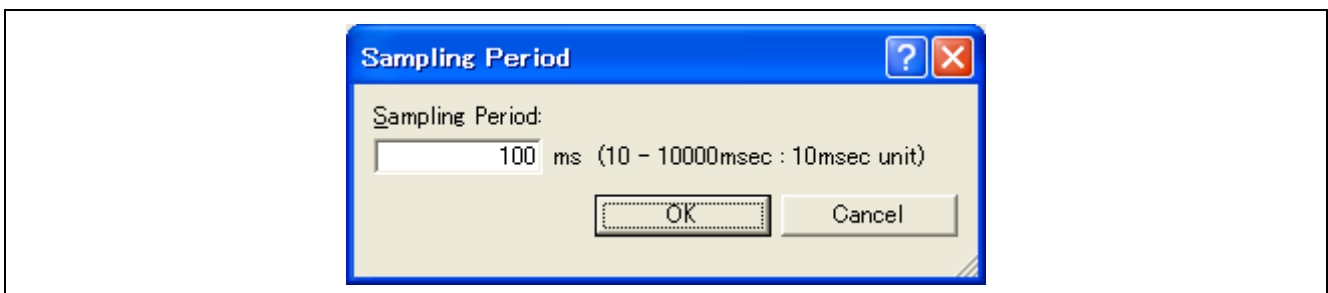 Sampling Period
Sampling Period:
100 ms (10 - 10000msec : 10msec unit)
OK Cancel